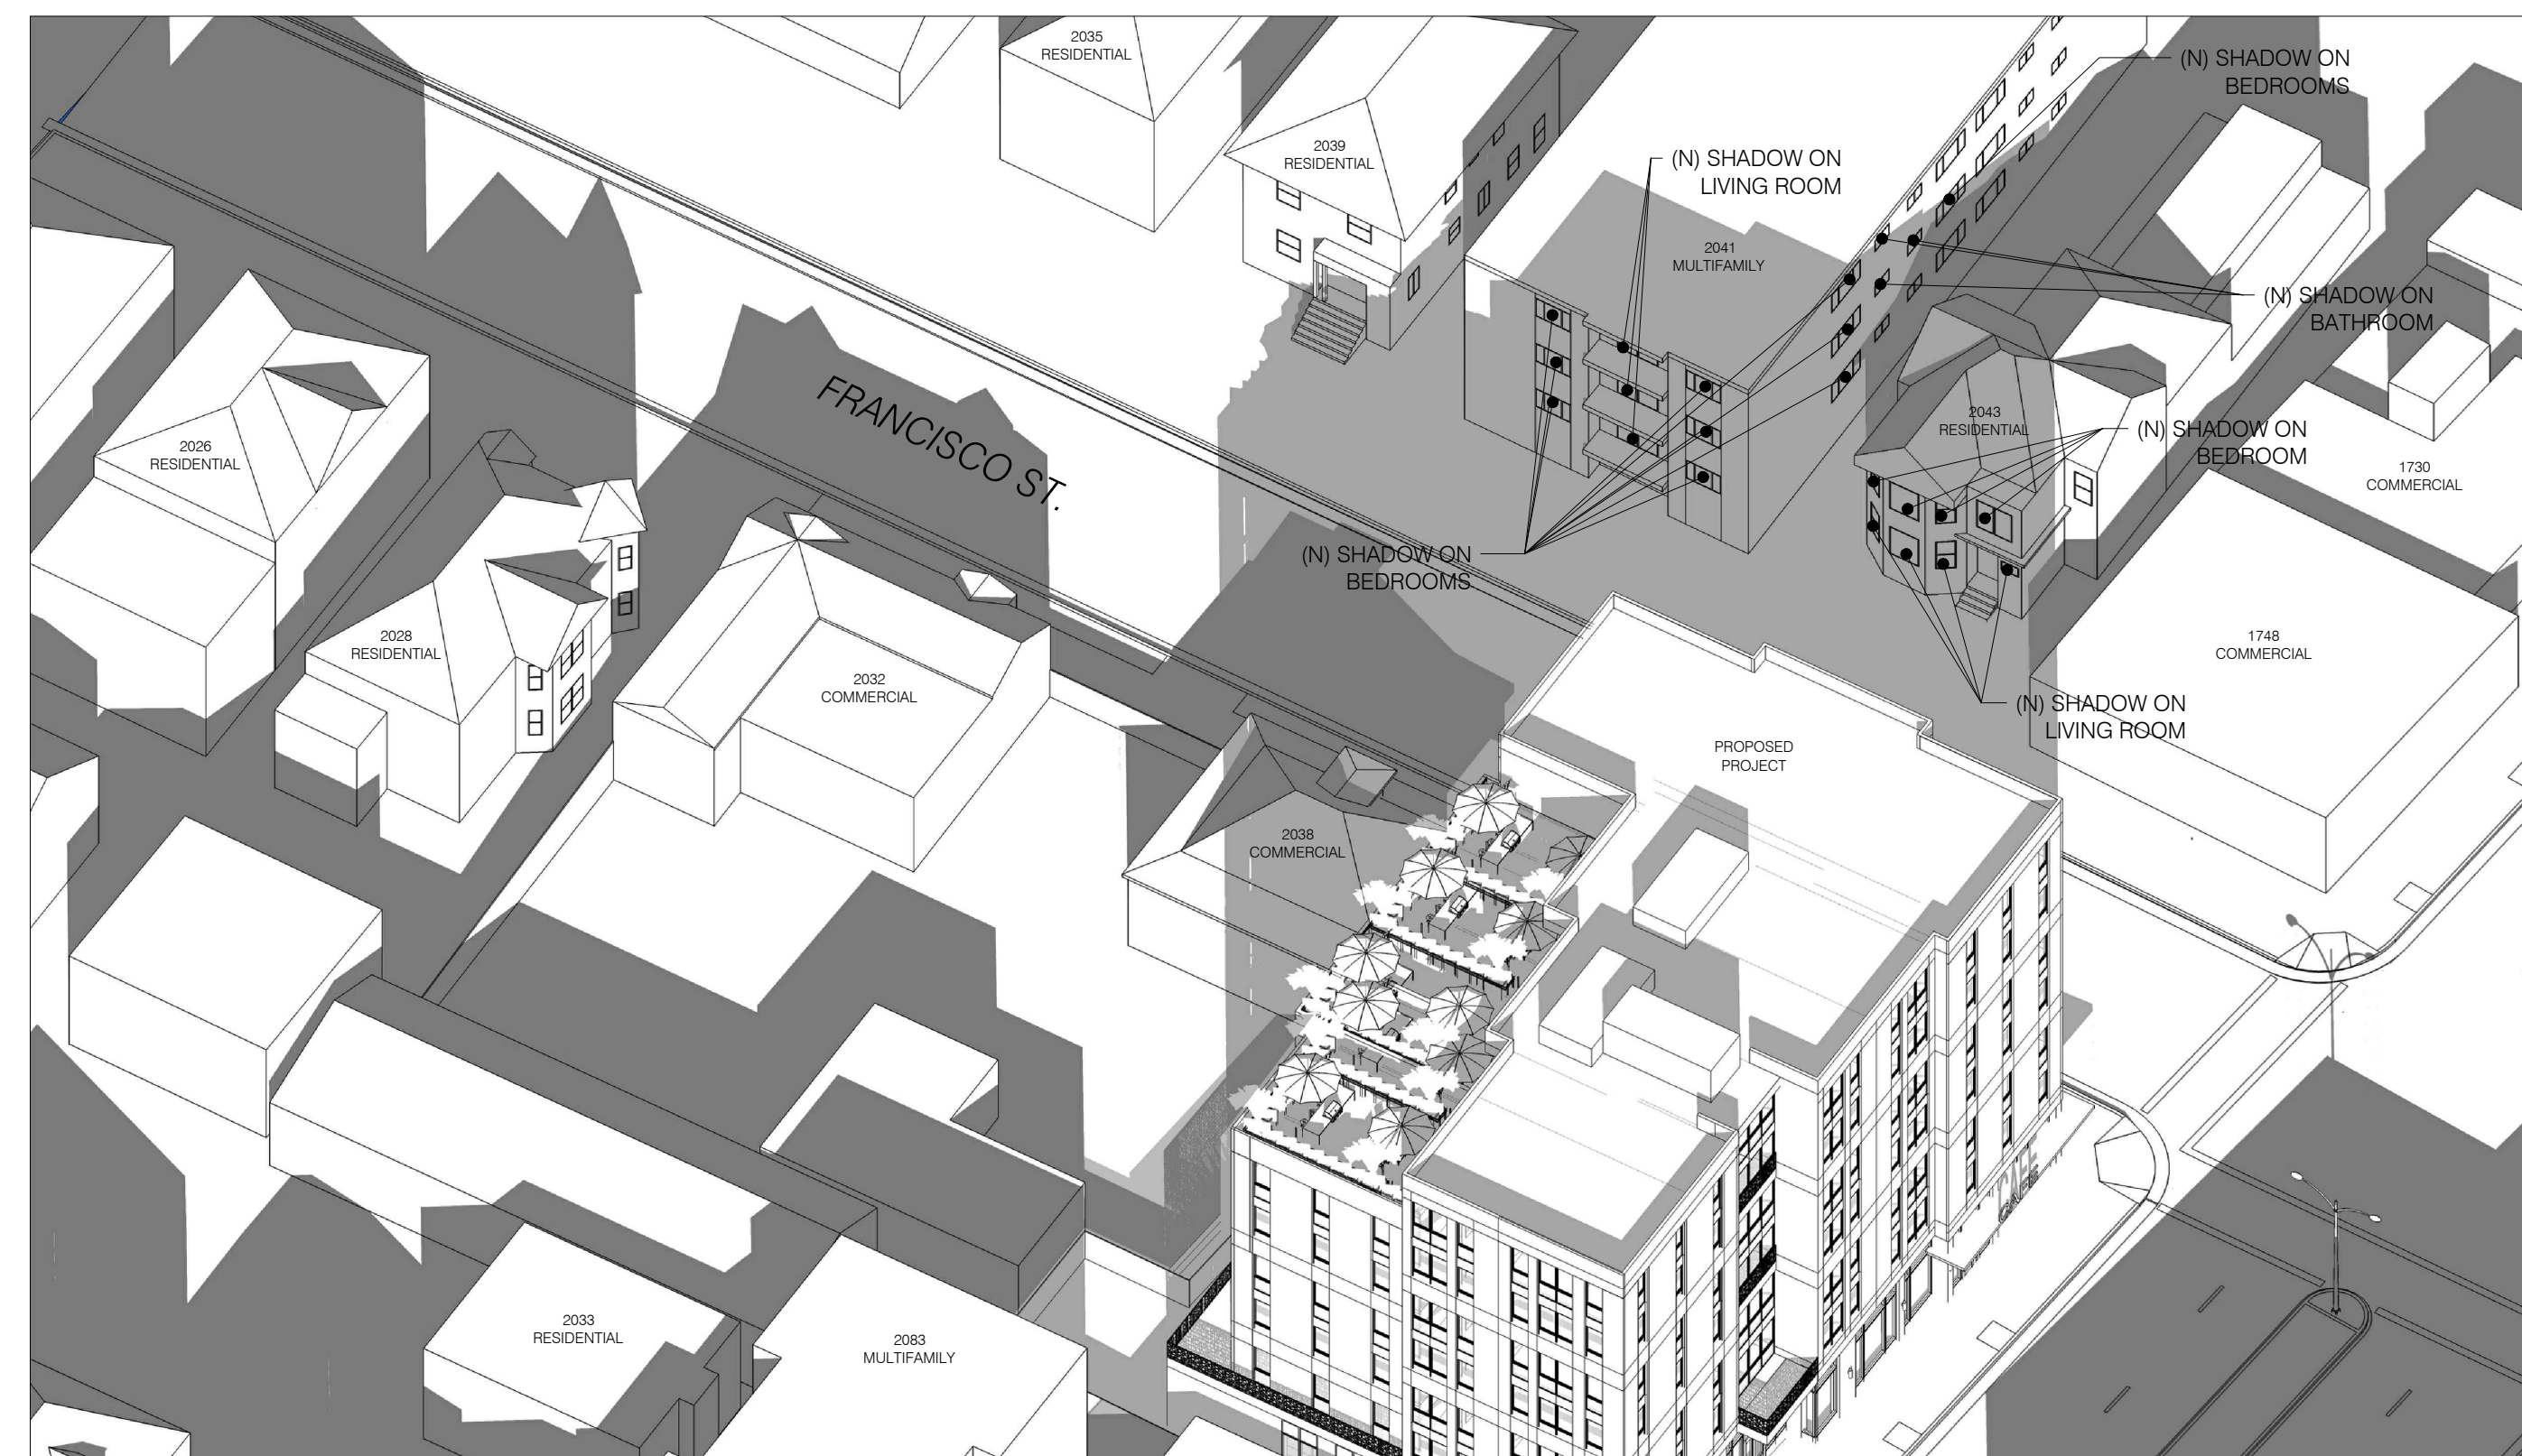 2035
RESIDENTIAL
(N) SHADOW ON
BEDROOMS
2039
RESIDENTIAL
(N) SHADOW ON
LIVING ROOM
2041
MULTIFAMILY
(N) SHADOW ON
BATHROOM
FRANCISCO ST.
2043
RESIDENTIAL
(N) SHADOW ON
BEDROOM
2026
RESIDENTIAL
1730
COMMERCIAL
(N) SHADOW ON
BEDROOMS
2028
RESIDENTIAL
2032
COMMERCIAL
1748
COMMERCIAL
(N) SHADOW ON
LIVING ROOM
PROPOSED
PROJECT
2038
COMMERCIAL
CAFE
2033
RESIDENTIAL
2083
MULTIFAMILY